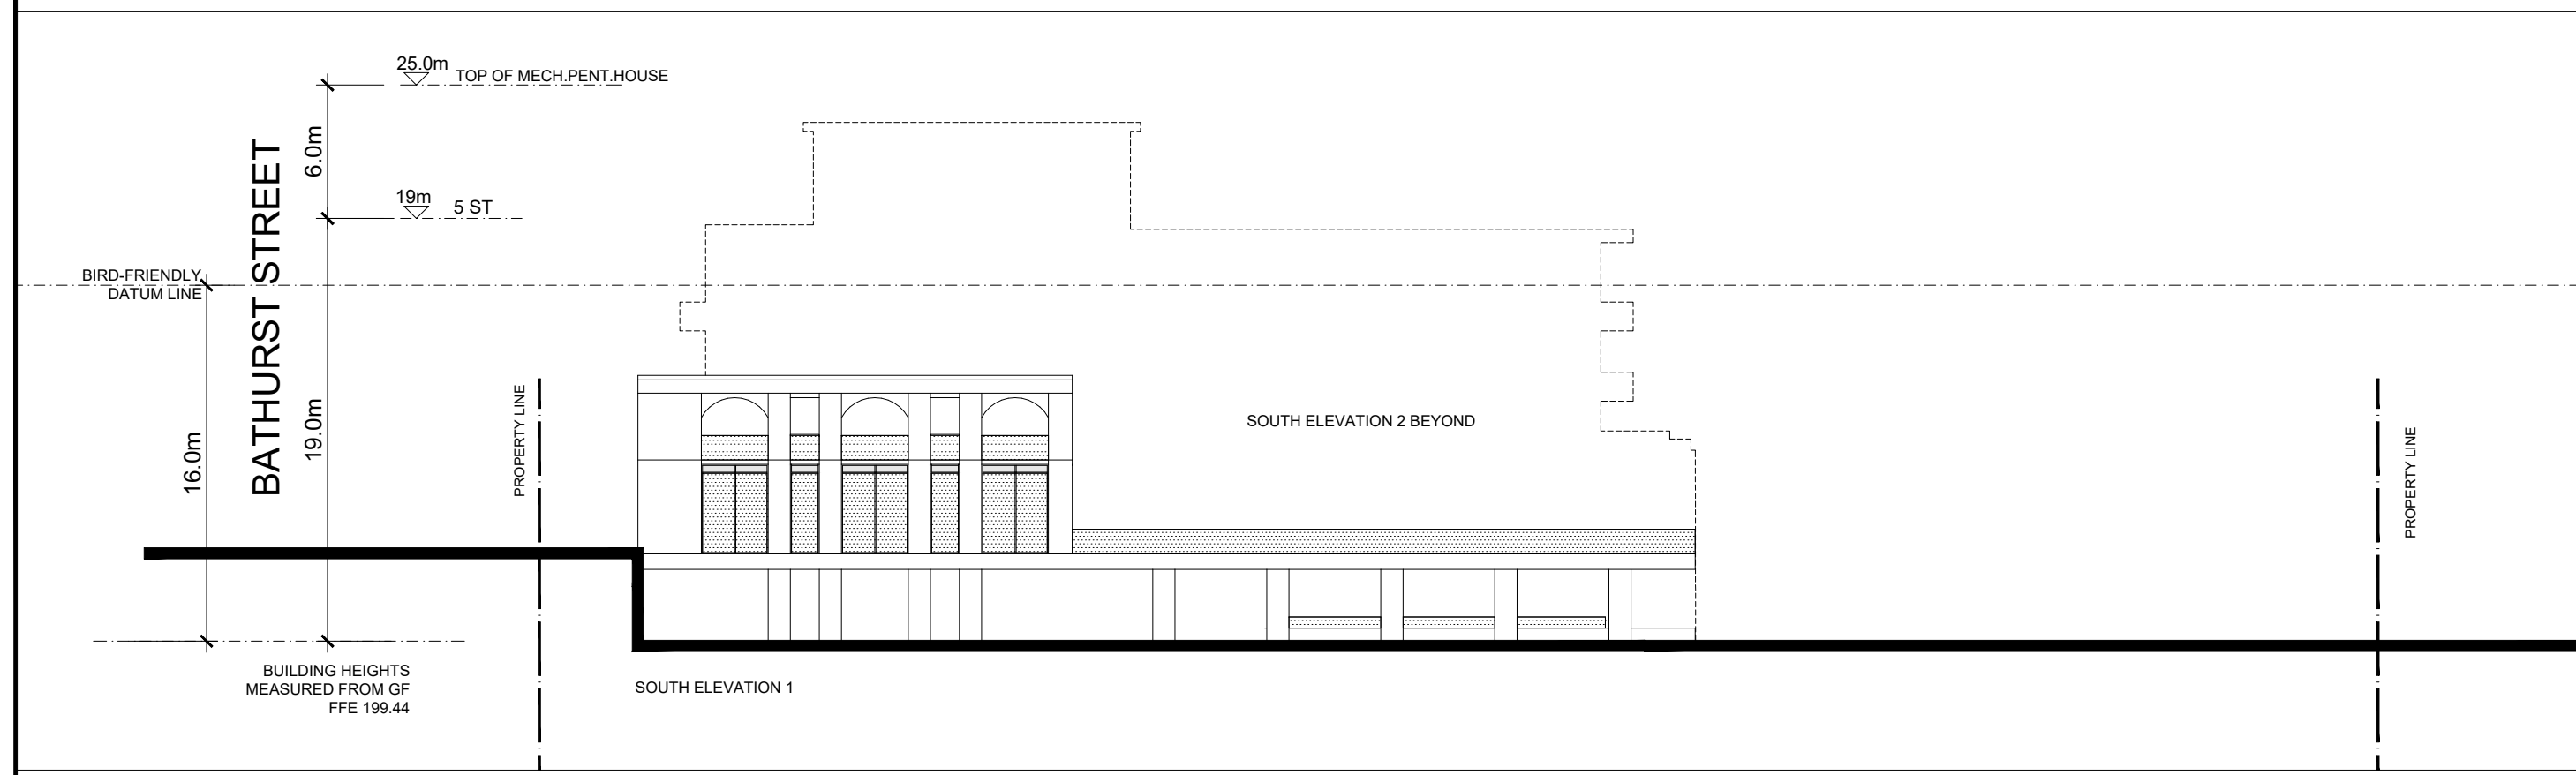 25.0m
TOP OF MECH.PENT.HOUSE
6.0m
19m
5 ST
BATHURST STREET
BIRD-FRIENDLY
DATUM LINE
16.0m
19.0m
PROPERTY LINE
SOUTH ELEVATION 2 BEYOND
PROPERTY LINE
BUILDING HEIGHTS
MEASURED FROM GF
FFE 199.44
SOUTH ELEVATION 1